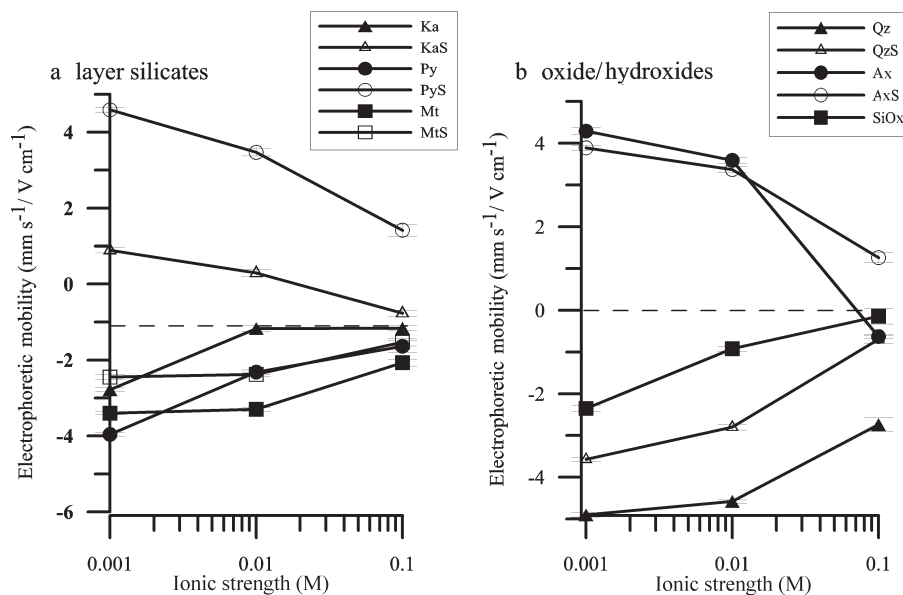 a layer silicates
Ka
KaS
Py
PyS
Mt
MtS
Electrophoretic mobility (mm s-1/ V cm-1)
4
2
0
-2
-4
-6
0.001
0.01
0.1
Ionic strength (M)
b oxide/hydroxides
Qz
QzS
Ax
AxS
SiOx
Electrophoretic mobility (mm s-1/ V cm-1)
4
2
0
-2
-4
0.001
0.01
0.1
Ionic strength (M)